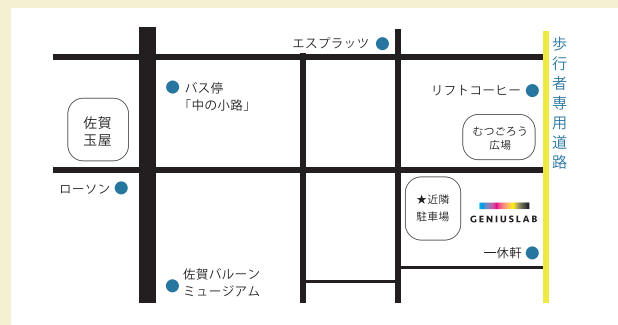 エスプラッツ
歩行者専用道路
バス停
「中の小路」
リフトコーヒー
佐賀
玉屋
むつごろう
広場
ローソン
★近隣
駐車場
GENIUSLAB
一休軒
佐賀バルーン
ミュージアム